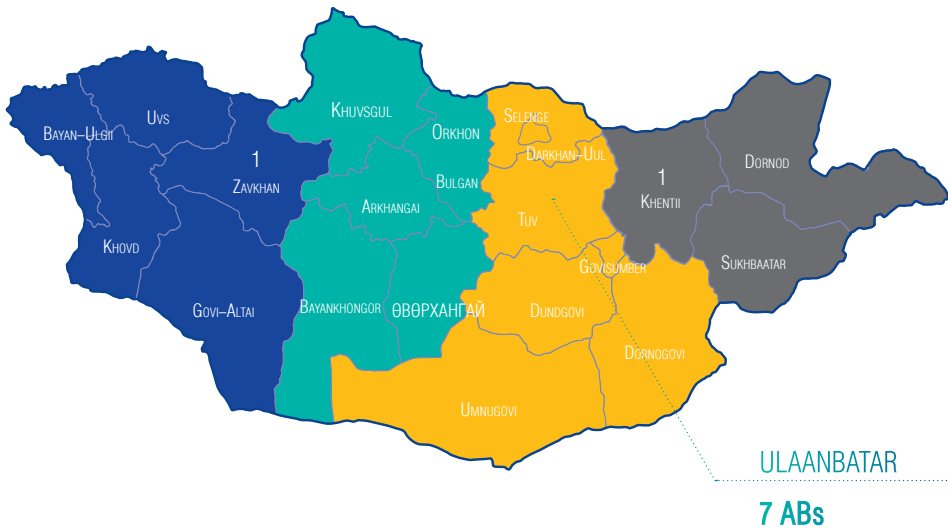 Khuvsgul
Uvs
Selenge
Bayan-Ulgii
Orkhon
Darkhan-Uul
1
Zavkhan
Dornod
1
Khentii
Bulgan
Arkhangai
Tuv
Khovd
Govisumber
Sukhbaatar
Govi-Altai
Bayankhongor
ӨВӨРХАНГАЙ
Dundgovi
Dornogovi
Umnugovi
ULAANBATAR
7 ABs